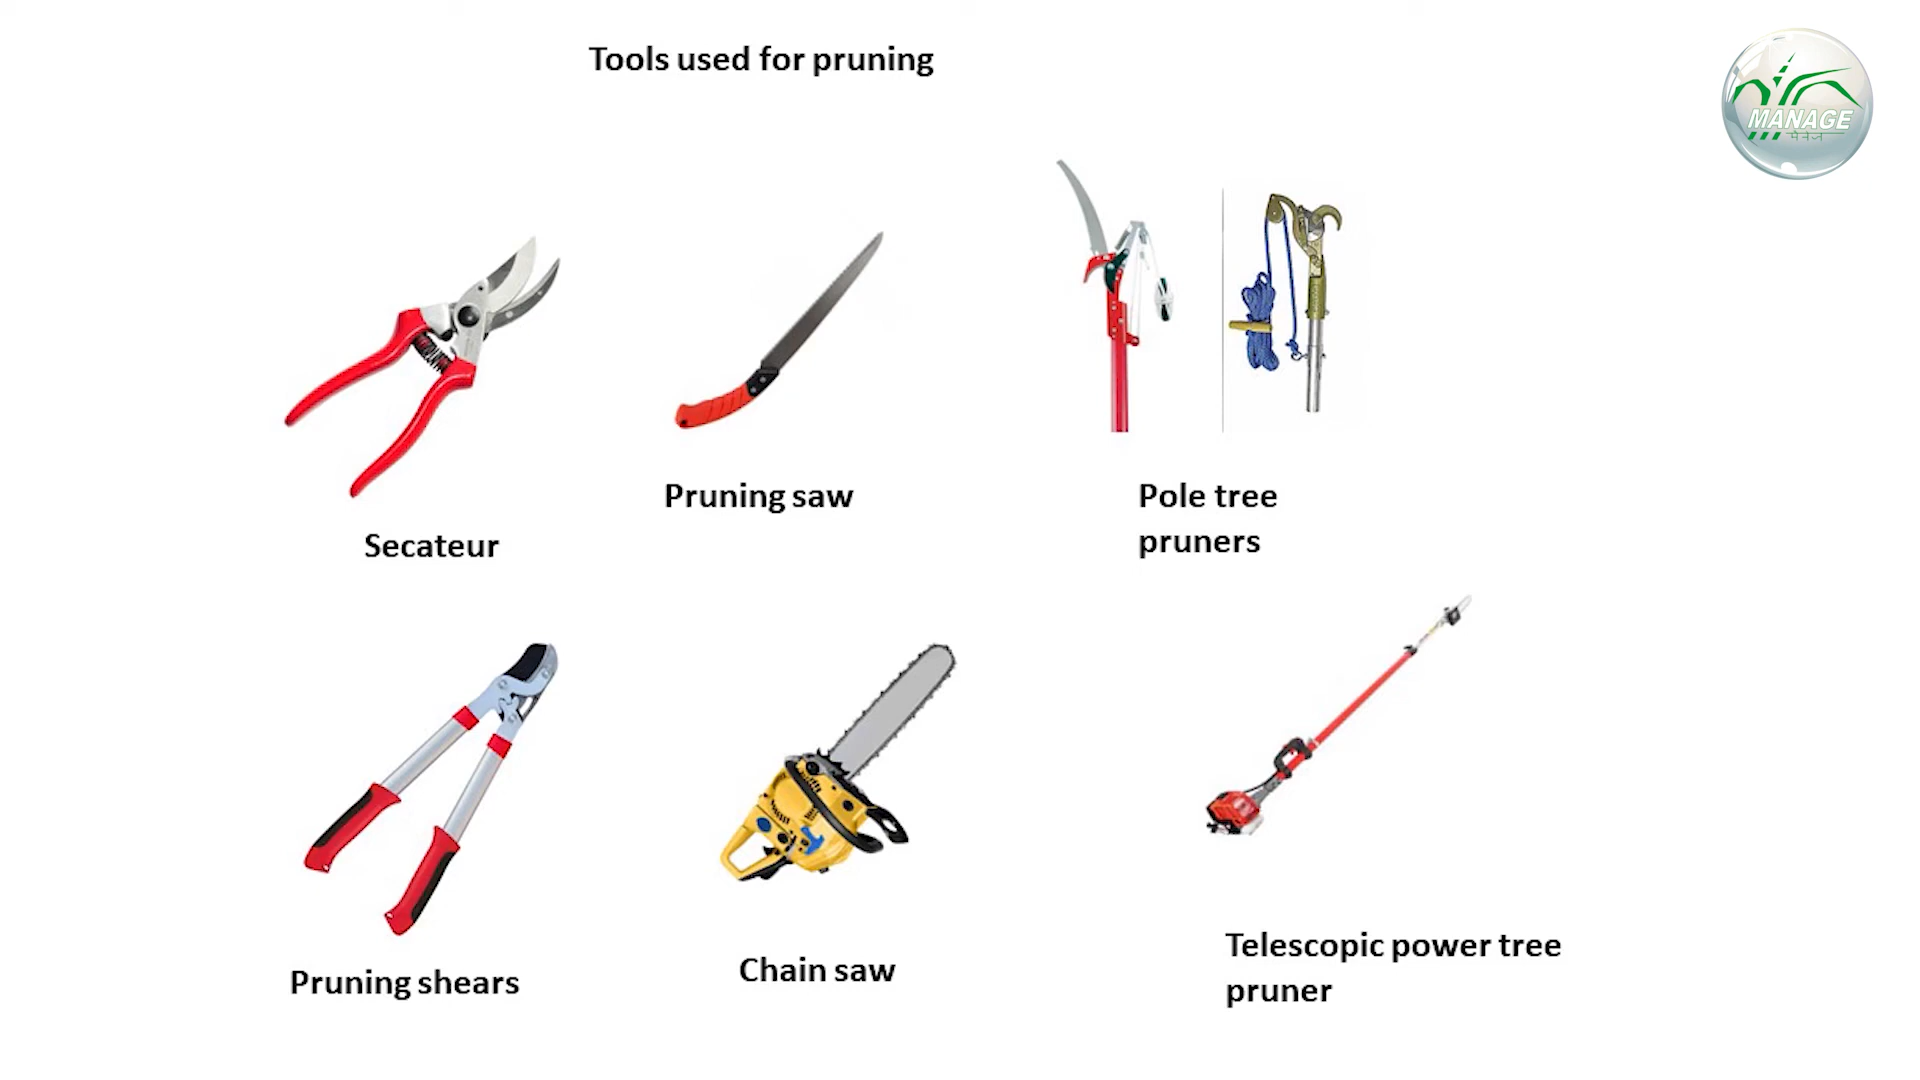 Tools used for pruning
MANAGE
मैनेज
Secateur
Pruning saw
Pole tree
pruners
Pruning shears
Chain saw
Telescopic power tree
pruner